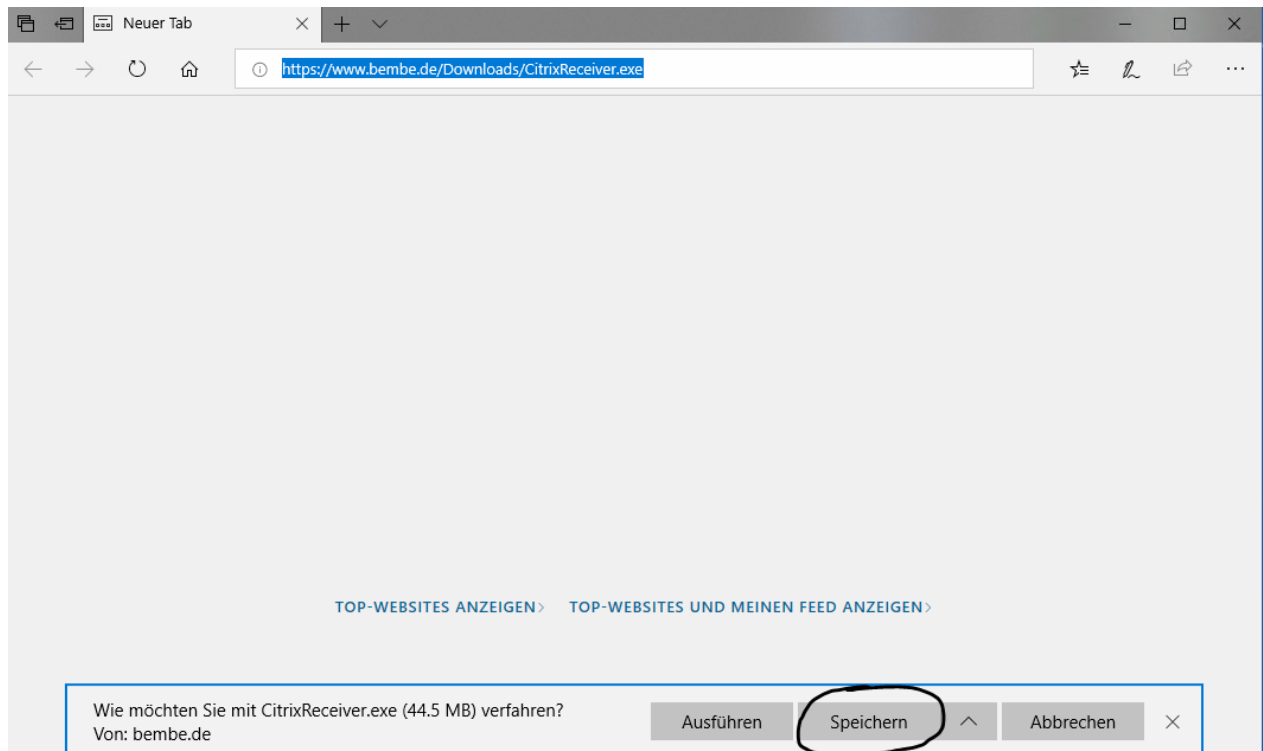 Neuer Tab
https://www.bembe.de/Downloads/CitrixReceiver.exe
TOP-WEBSITES ANZEIGEN TOP-WEBSITES UND MEINEN FEED ANZEIGEN
Wie möchten Sie mit CitrixReceiver.exe (44.5 MB) verfahren?
Von: bembe.de
Ausführen Speichern Abbrechen